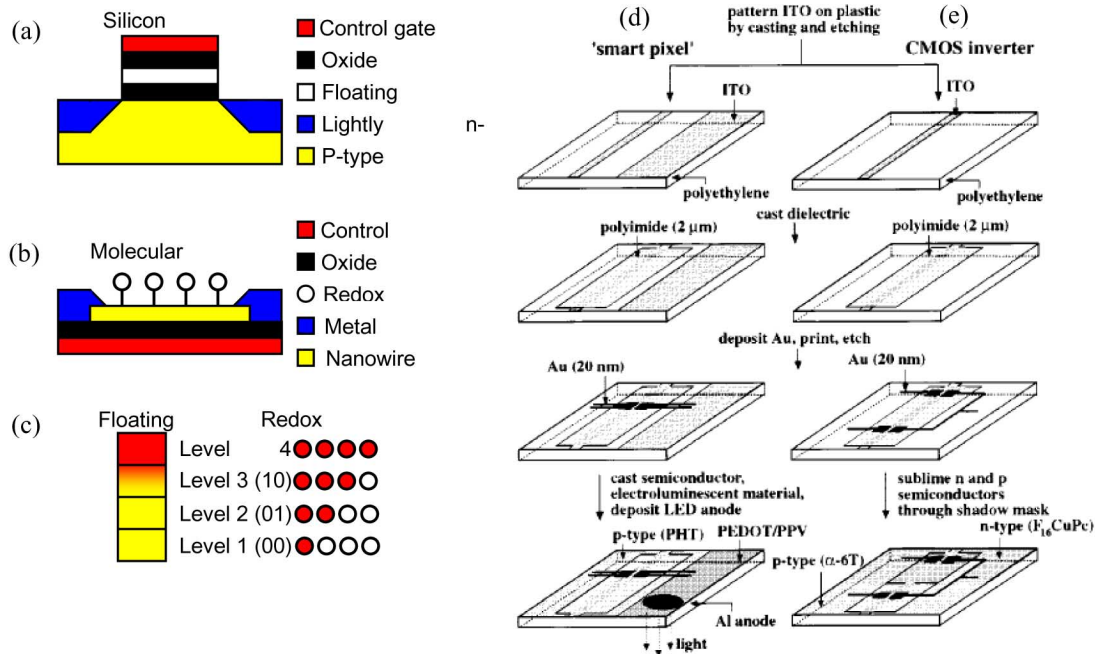 (a)
Silicon
Control gate
Oxide
Floating
Lightly
P-type
n-
(b)
Molecular
Control
Oxide
Redox
Metal
Nanowire
(c)
Floating
Redox
Level 4
Level 3 (10)
Level 2 (01)
Level 1 (00)
(d)
(e)
pattern ITO on plastic
by casting and etching
'smart pixel'
CMOS inverter
ITO
ITO
polyethylene
polyethylene
cast dielectric
polyimide (2 μm)
polyimide (2 μm)
deposit Au, print, etch
Au (20 nm)
Au (20 nm)
cast semiconductor,
electroluminescent material,
deposit LED anode
sublime n and p
semiconductors
through shadow mask
p-type (PHT)
PEDOT/PPV
n-type (F₁₆CuPc)
p-type (α-6T)
Al anode
light